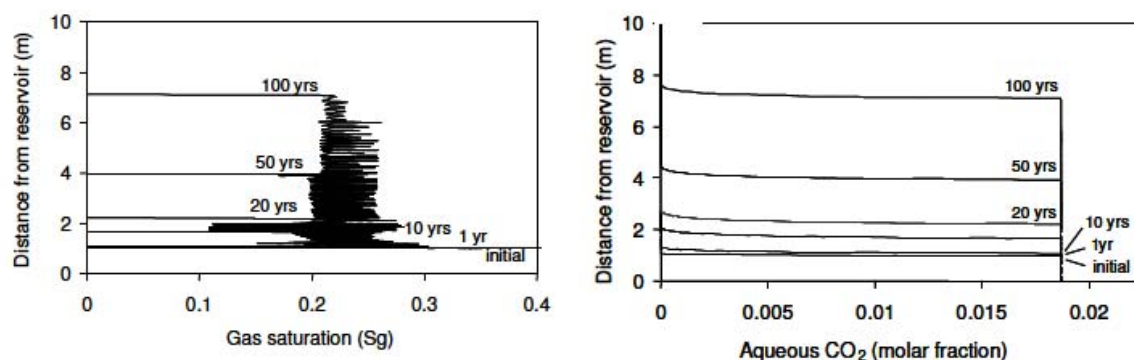 Distance from reservoir (m)
10
8
6
4
2
0
100 yrs
50 yrs
20 yrs
10 yrs
1 yr
initial
0
0.1
0.2
0.3
0.4
Gas saturation (Sg)
Distance from reservoir (m)
10
8
6
4
2
0
100 yrs
50 yrs
20 yrs
10 yrs
1yr
initial
0
0.005
0.01
0.015
0.02
Aqueous CO₂ (molar fraction)